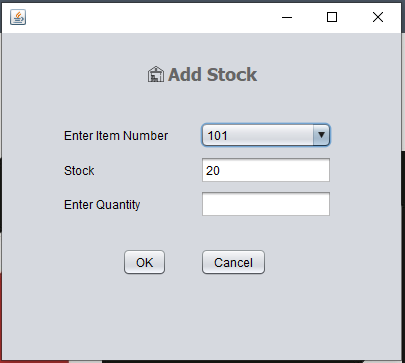 Add Stock
Enter Item Number 101
Stock 20
Enter Quantity
OK Cancel